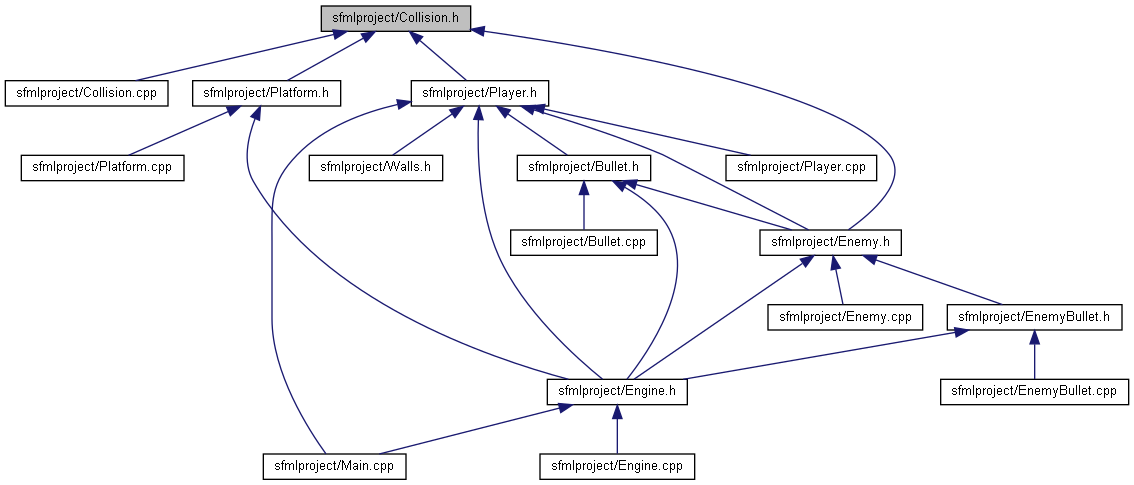 sfmlproject/Collision.h
sfmlproject/Collision.cpp
sfmlproject/Platform.h
sfmlproject/Player.h
sfmlproject/Platform.cpp
sfmlproject/Walls.h
sfmlproject/Bullet.h
sfmlproject/Player.cpp
sfmlproject/Bullet.cpp
sfmlproject/Enemy.h
sfmlproject/Enemy.cpp
sfmlproject/EnemyBullet.h
sfmlproject/Engine.h
sfmlproject/EnemyBullet.cpp
sfmlproject/Main.cpp
sfmlproject/Engine.cpp